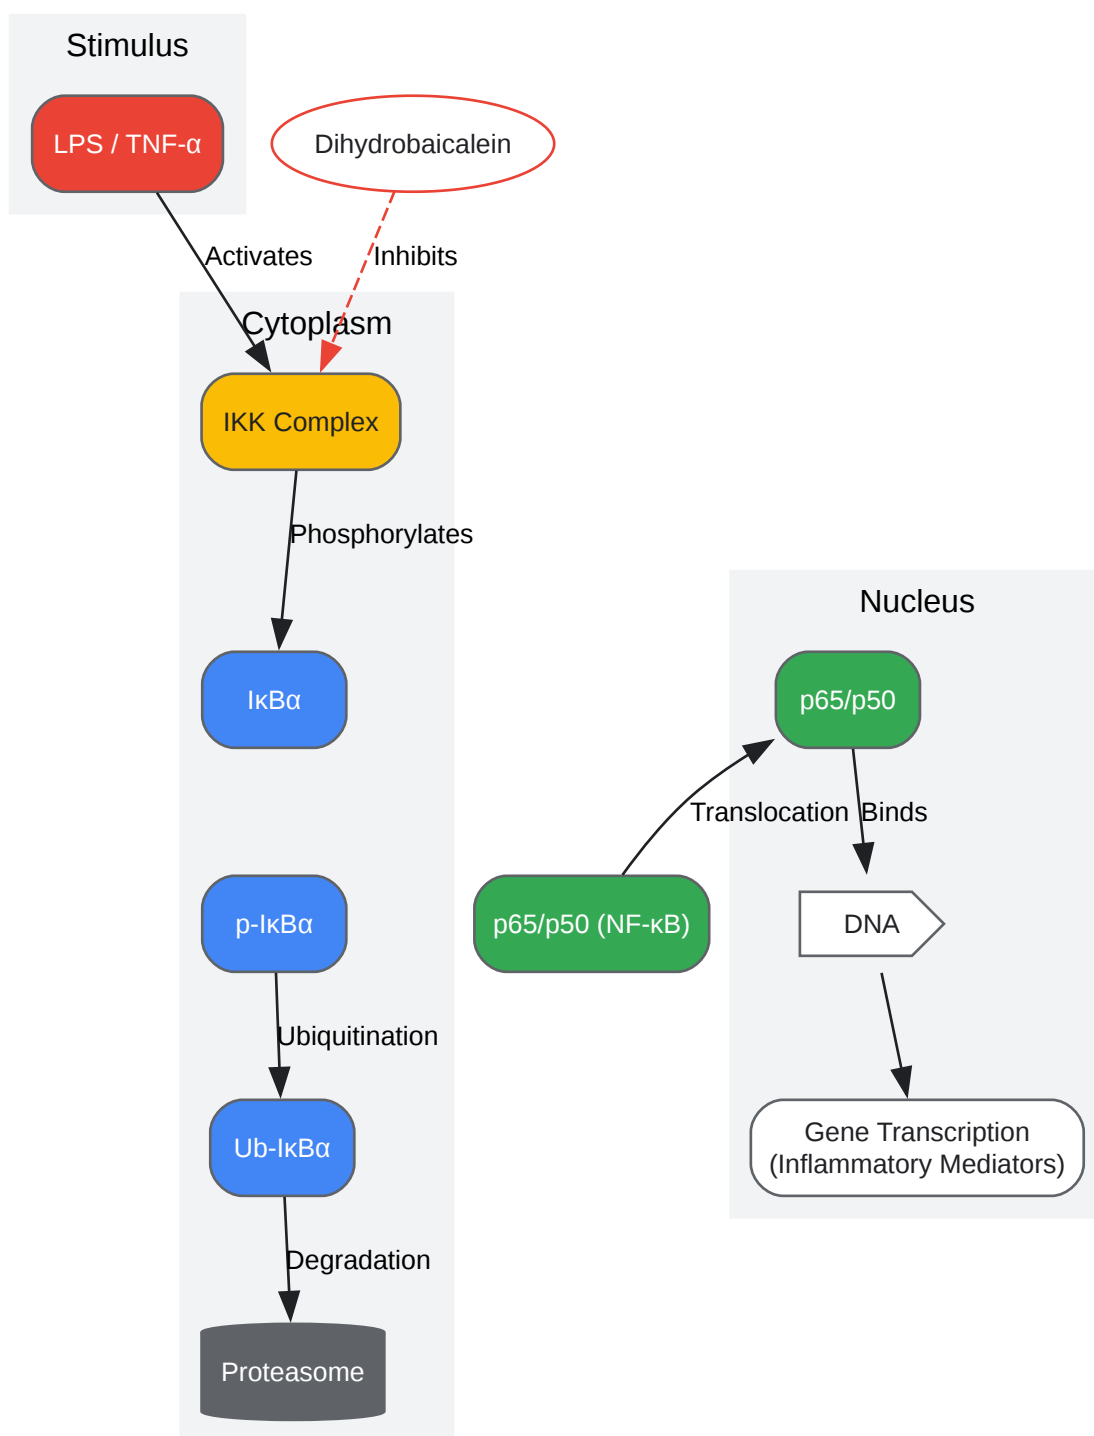 Stimulus
LPS / TNF-α
Dihydrobaicalein
Activates
Inhibits
Cytoplasm
IKK Complex
Phosphorylates
Nucleus
IκBα
p65/p50
Translocation
Binds
p-IκBα
p65/p50 (NF-κB)
DNA
Ubiquitination
Ub-IκBα
Gene Transcription
(Inflammatory Mediators)
Degradation
Proteasome